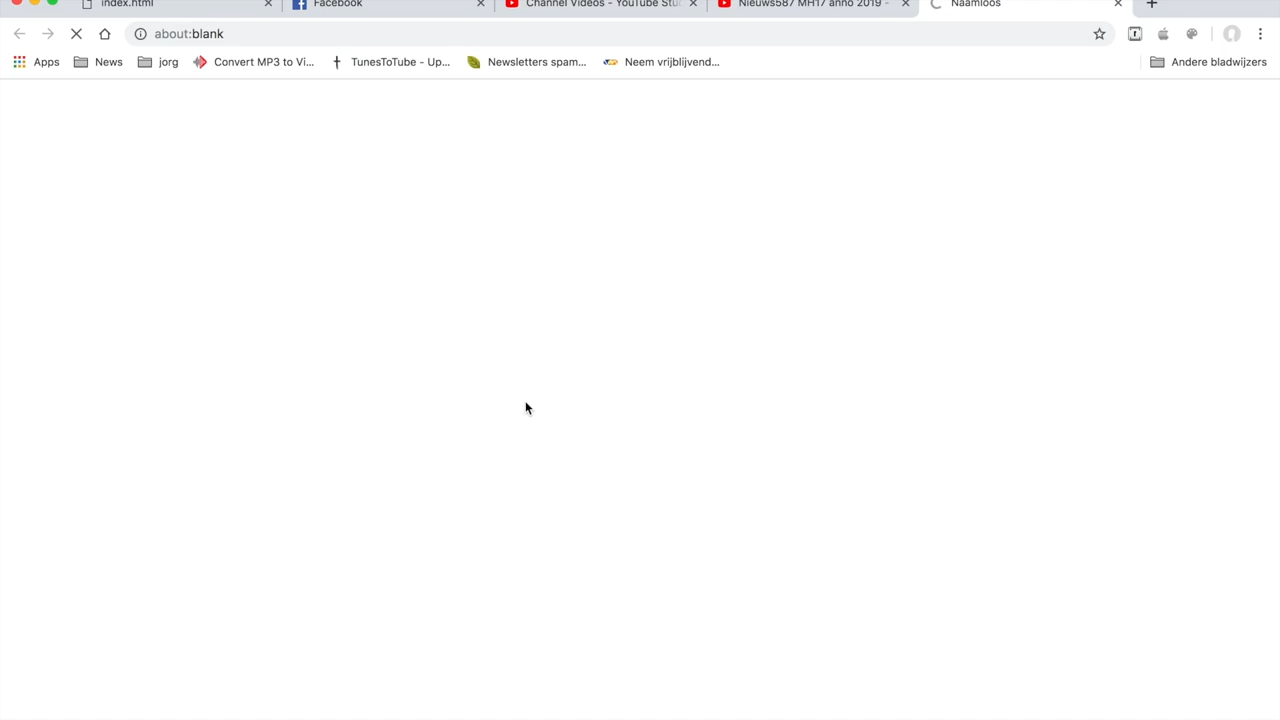 index.html Facebook Channel Videos - YouTube Stu Nieuws587 MH17 anno 2019 - Naamloos
about:blank
Apps News jorg Convert MP3 to Vi... TunesToTube - Up... Newsletters spam... Neem vrijblijvend... Andere bladwijzers